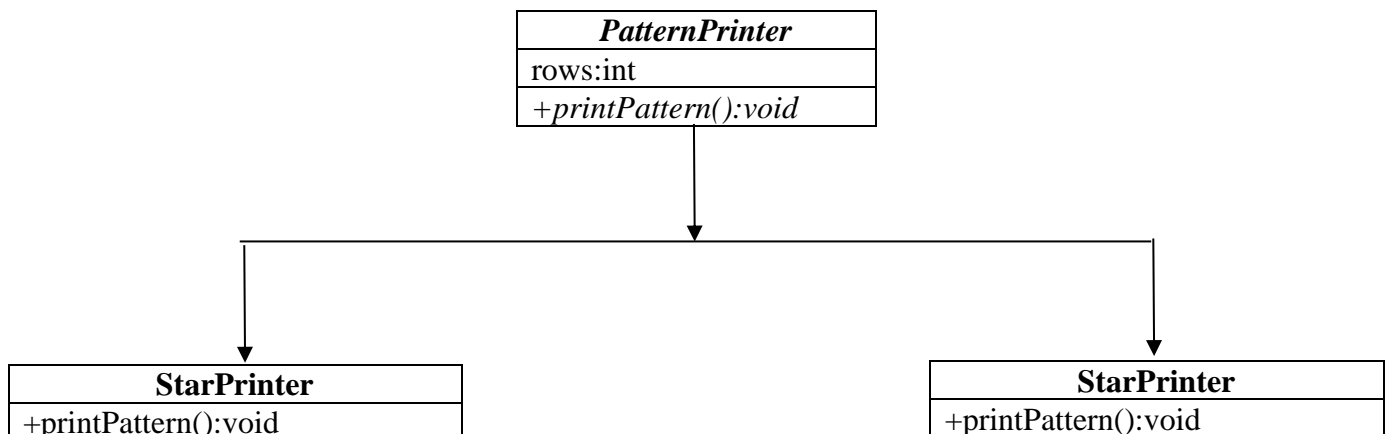 PatternPrinter
rows:int
+printPattern():void
StarPrinter
+printPattern():void
StarPrinter
+printPattern():void